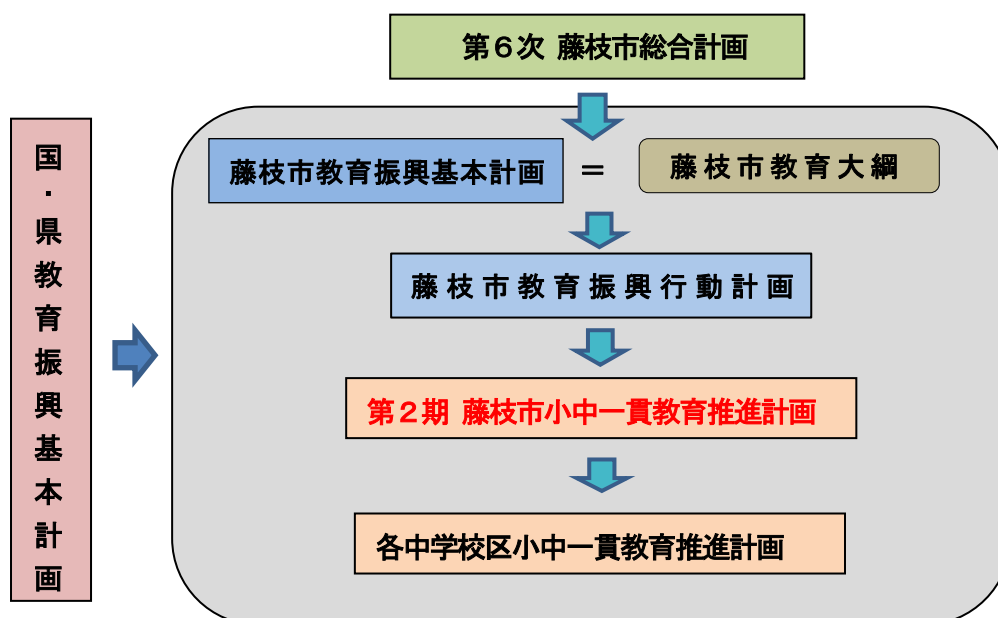 第６次 藤枝市総合計画
国・県教育振興基本計画
藤枝市教育振興基本計画 ＝ 藤枝市教育大綱
藤枝市教育振興行動計画
第２期 藤枝市小中一貫教育推進計画
各中学校区小中一貫教育推進計画